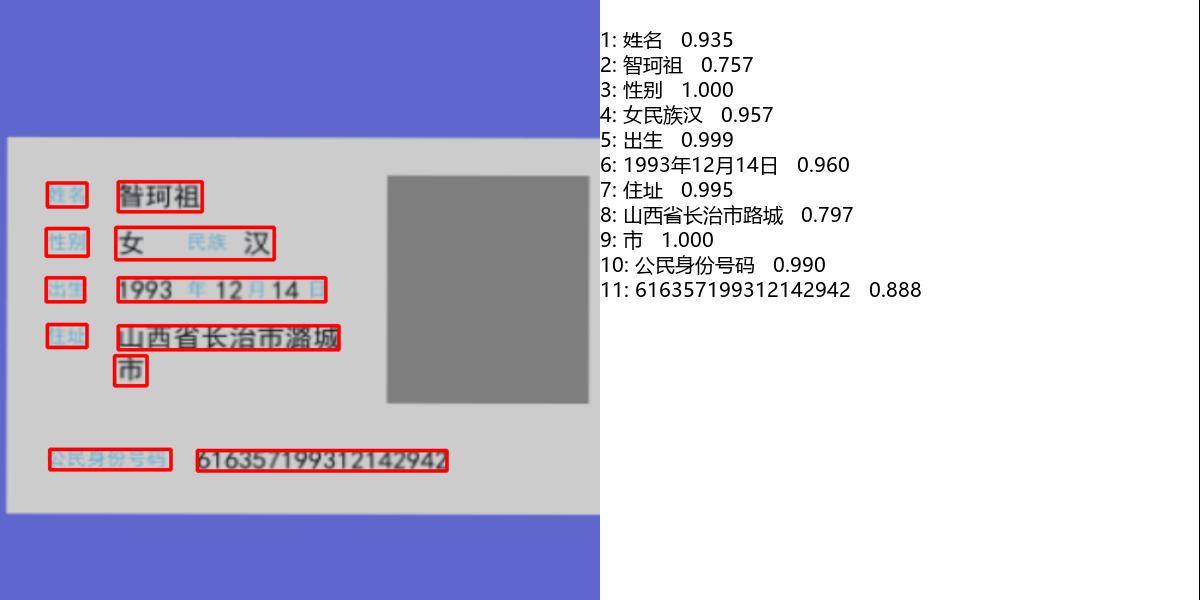 姓名 智珂祖
性别 女 民族 汉
出生 1993 年 12 月 14 日
住址 山西省长治市潞城
市
公民身份号码 616357199312142942
1: 姓名 0.935
2: 智珂祖 0.757
3: 性别 1.000
4: 女民族汉 0.957
5: 出生 0.999
6: 1993年12月14日 0.960
7: 住址 0.995
8: 山西省长治市路城 0.797
9: 市 1.000
10: 公民身份号码 0.990
11: 616357199312142942 0.888